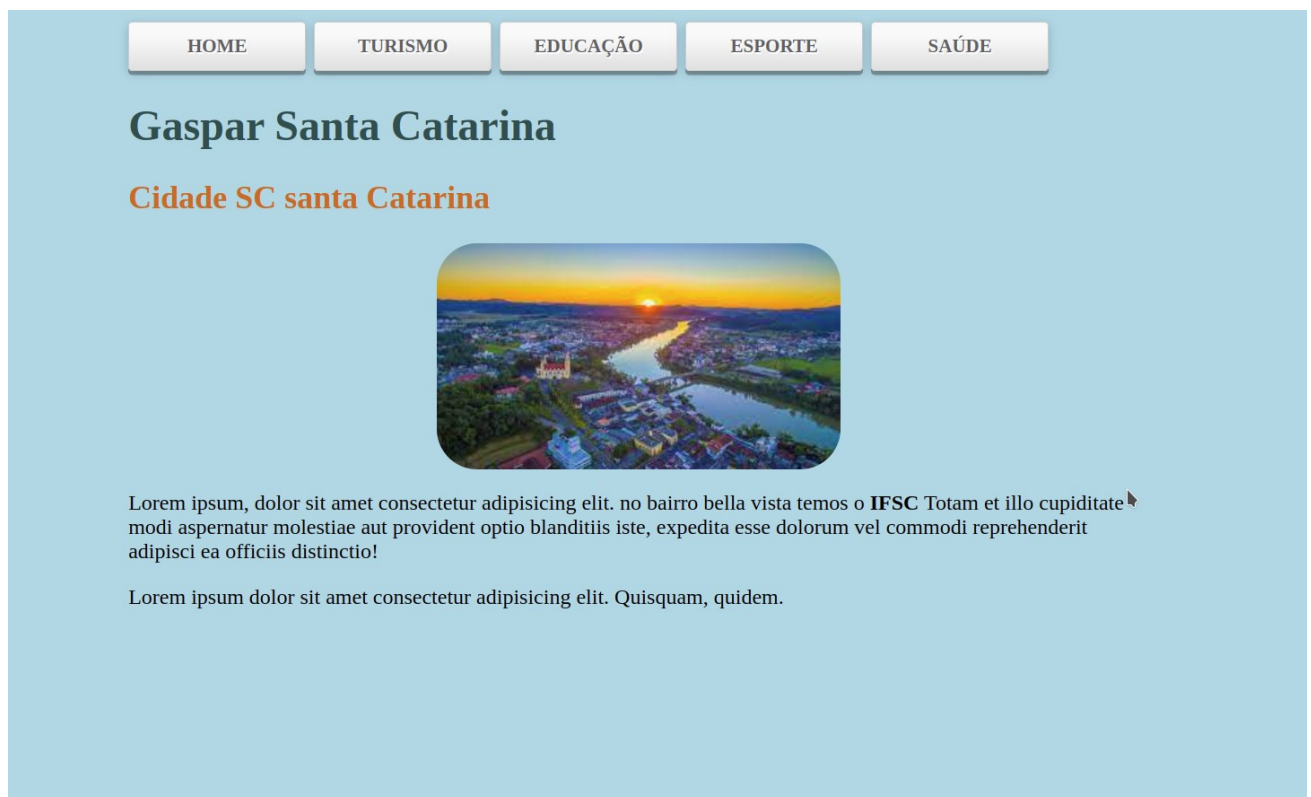 HOME TURISMO EDUCAÇÃO ESPORTE SAÚDE
Gaspar Santa Catarina
Cidade SC santa Catarina
Lorem ipsum, dolor sit amet consectetur adipisicing elit. no bairro bella vista temos o IFSC Totam et illo cupiditate
modi aspernatur molestiae aut provident optio blanditiis iste, expedita esse dolorum vel commodi reprehenderit
adipisci ea officiis distinctio!
Lorem ipsum dolor sit amet consectetur adipisicing elit. Quisquam, quidem.